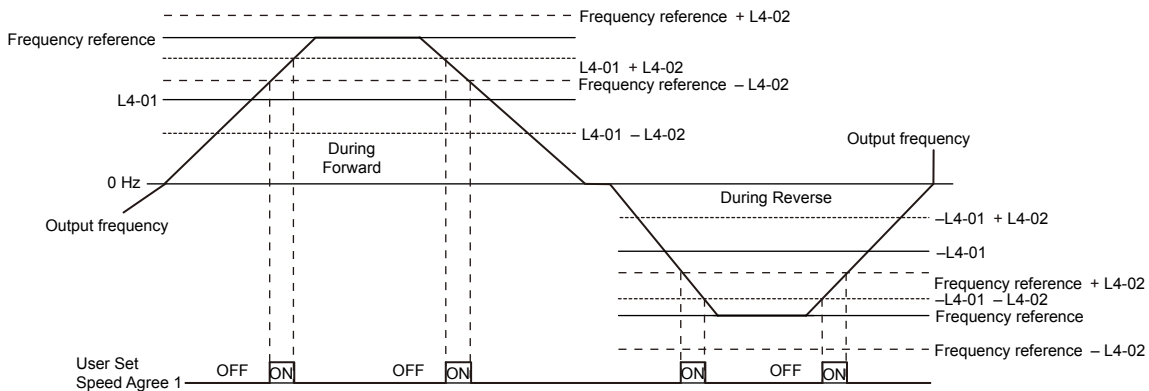 Frequency reference + L4-02
Frequency reference
L4-01 + L4-02
Frequency reference – L4-02
L4-01
L4-01 – L4-02
During
Forward
Output frequency
0 Hz
During Reverse
Output frequency
–L4-01 + L4-02
–L4-01
Frequency reference + L4-02
–L4-01 – L4-02
Frequency reference
Frequency reference – L4-02
User Set
Speed Agree 1
OFF
ON
OFF
ON
ON
OFF
ON